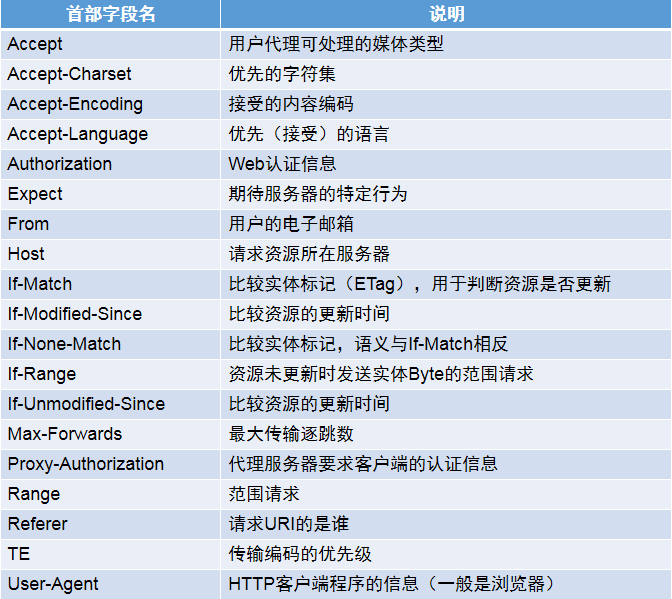 首部字段名 说明
Accept 用户代理可处理的媒体类型
Accept-Charset 优先的字符集
Accept-Encoding 接受的内容编码
Accept-Language 优先（接受）的语言
Authorization Web认证信息
Expect 期待服务器的特定行为
From 用户的电子邮箱
Host 请求资源所在服务器
If-Match 比较实体标记（ETag），用于判断资源是否更新
If-Modified-Since 比较资源的更新时间
If-None-Match 比较实体标记，语义与If-Match相反
If-Range 资源未更新时发送实体Byte的范围请求
If-Unmodified-Since 比较资源的更新时间
Max-Forwards 最大传输逐跳数
Proxy-Authorization 代理服务器要求客户端的认证信息
Range 范围请求
Referer 请求URI的是谁
TE 传输编码的优先级
User-Agent HTTP客户端程序的信息（一般是浏览器）